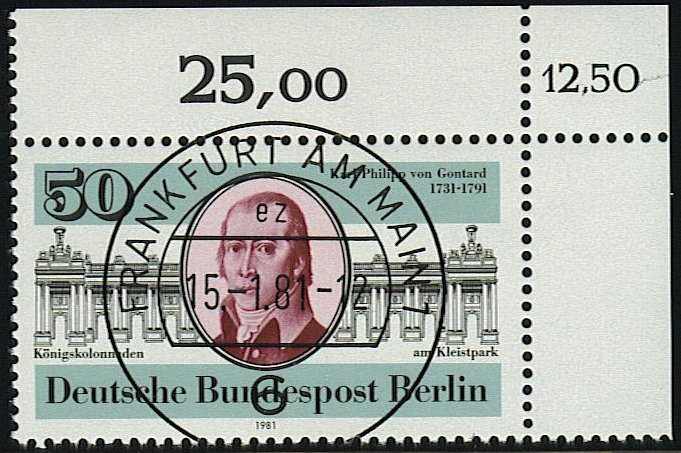 25,00
12,50
50
Karl Philipp von Gontard
1731-1791
FRANKFURT AM MAIN 1
ez
15.-1.81-12
G
Königskolonnaden
am Kleistpark
Deutsche Bundespost Berlin
1981